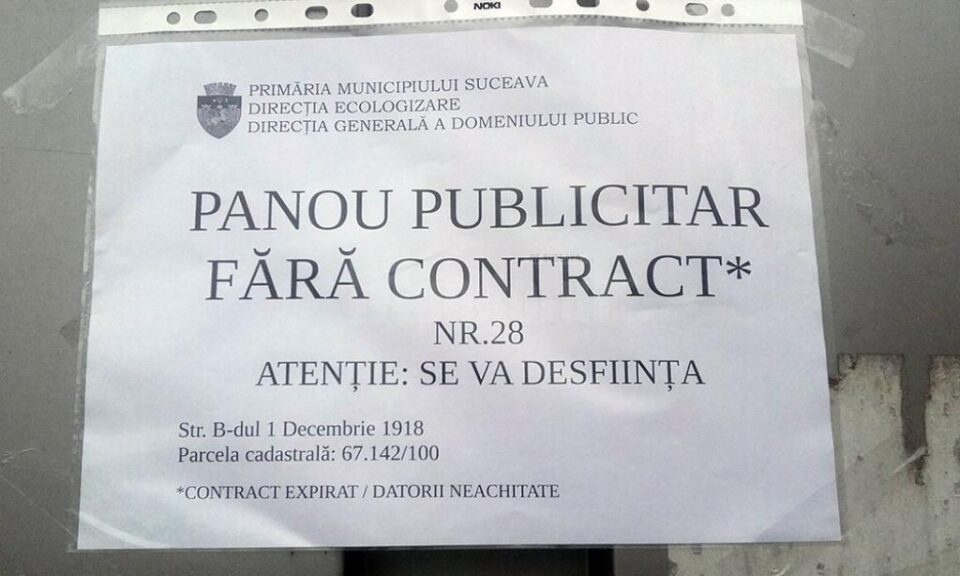 NOKI
PRIMĂRIA MUNICIPIULUI SUCEAVA
DIRECȚIA ECOLOGIZARE
DIRECȚIA GENERALĂ A DOMENIULUI PUBLIC
PANOU PUBLICITAR
FĂRĂ CONTRACT*
NR.28
ATENȚIE: SE VA DESFIINȚA
Str. B-dul 1 Decembrie 1918
Parcela cadastrală: 67.142/100
*CONTRACT EXPIRAT / DATORII NEACHITATE